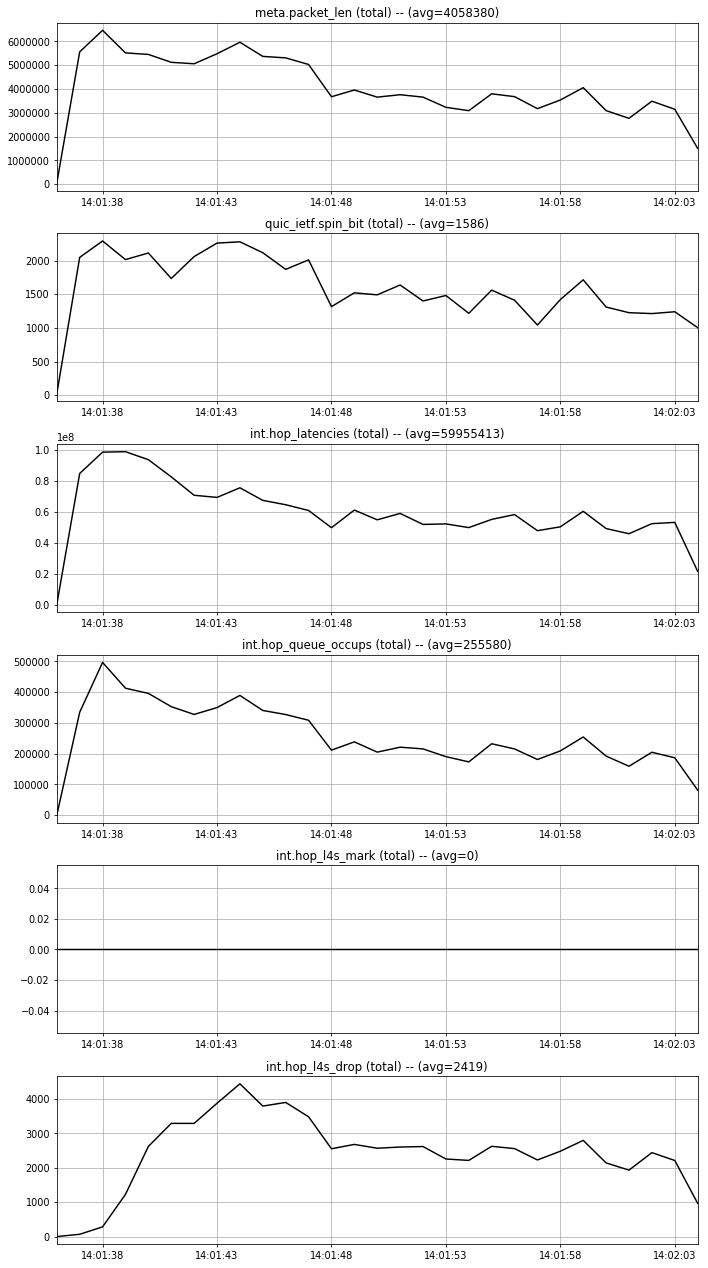 meta.packet_len (total) -- (avg=4058380)
6000000
5000000
4000000
3000000
2000000
1000000
0
14:01:38 14:01:43 14:01:48 14:01:53 14:01:58 14:02:03
quic_ietf.spin_bit (total) -- (avg=1586)
2000
1500
1000
500
0
14:01:38 14:01:43 14:01:48 14:01:53 14:01:58 14:02:03
int.hop_latencies (total) -- (avg=59955413)
1e8
1.0
0.8
0.6
0.4
0.2
0.0
14:01:38 14:01:43 14:01:48 14:01:53 14:01:58 14:02:03
int.hop_queue_occups (total) -- (avg=255580)
500000
400000
300000
200000
100000
0
14:01:38 14:01:43 14:01:48 14:01:53 14:01:58 14:02:03
int.hop_l4s_mark (total) -- (avg=0)
0.04
0.02
0.00
−0.02
−0.04
14:01:38 14:01:43 14:01:48 14:01:53 14:01:58 14:02:03
int.hop_l4s_drop (total) -- (avg=2419)
4000
3000
2000
1000
0
14:01:38 14:01:43 14:01:48 14:01:53 14:01:58 14:02:03